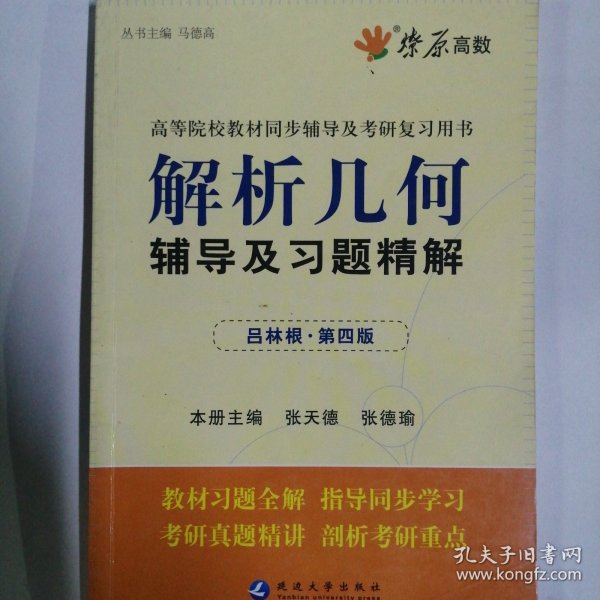 丛书主编 马德高
燎原高数
高等院校教材同步辅导及考研复习用书
解析几何
辅导及习题精解
吕林根·第四版
本册主编 张天德 张德瑜
教材习题全解 指导同步学习
考研真题精讲 剖析考研重点
延边大学出版社
Yanbian university press
孔夫子旧书网
www.kongfz.com